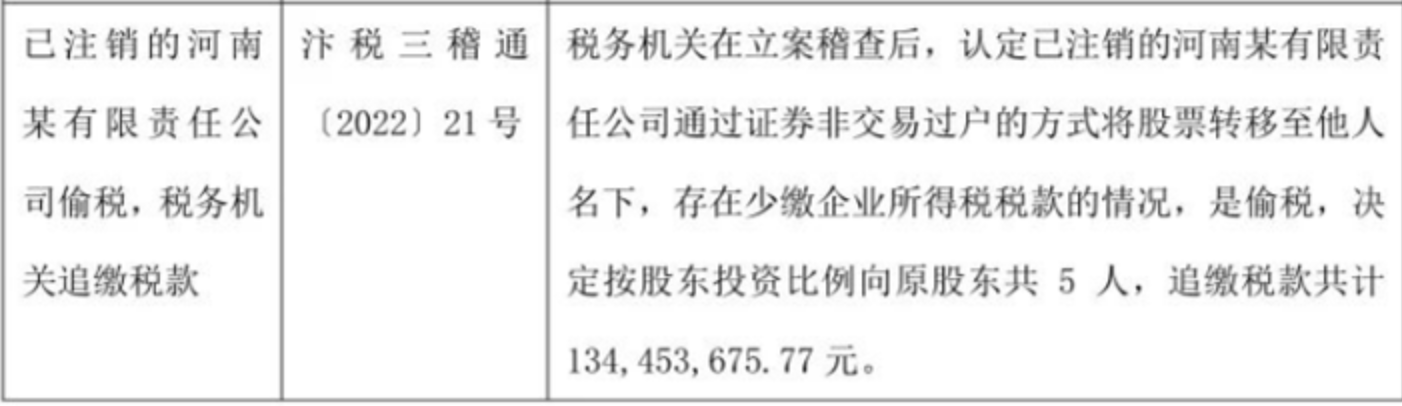 已注销的河南
某有限责任公
司偷税，税务机
关追缴税款
汴税三稽通
〔2022〕21 号
税务机关在立案稽查后，认定已注销的河南某有限责
任公司通过证券非交易过户的方式将股票转移至他人
名下，存在少缴企业所得税税款的情况，是偷税，决
定按股东投资比例向原股东共 5 人，追缴税款共计
134,453,675.77 元。